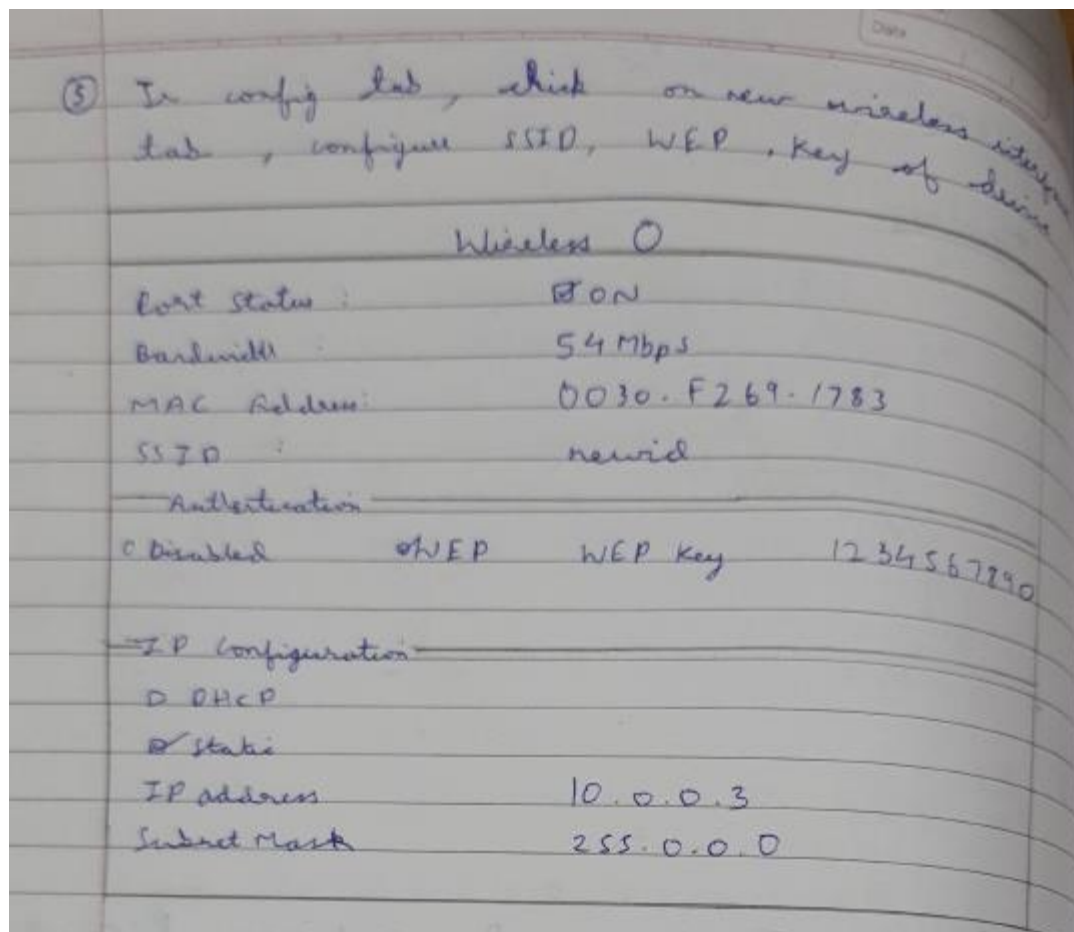 Date
⑤ In config tab, click on new wireless interface
tab, configure SSID, WEP, Key of device
Wireless 0
Port Status : ☑ ON
Bandwidth : 54 Mbps
MAC Address: 0030.F269.1783
SSID : newid
Authentication
○ Disabled WEP WEP Key 1234567890
IP Configuration
□ DHCP
☑ Static
IP address 10.0.0.3
Subnet Mask 255.0.0.0